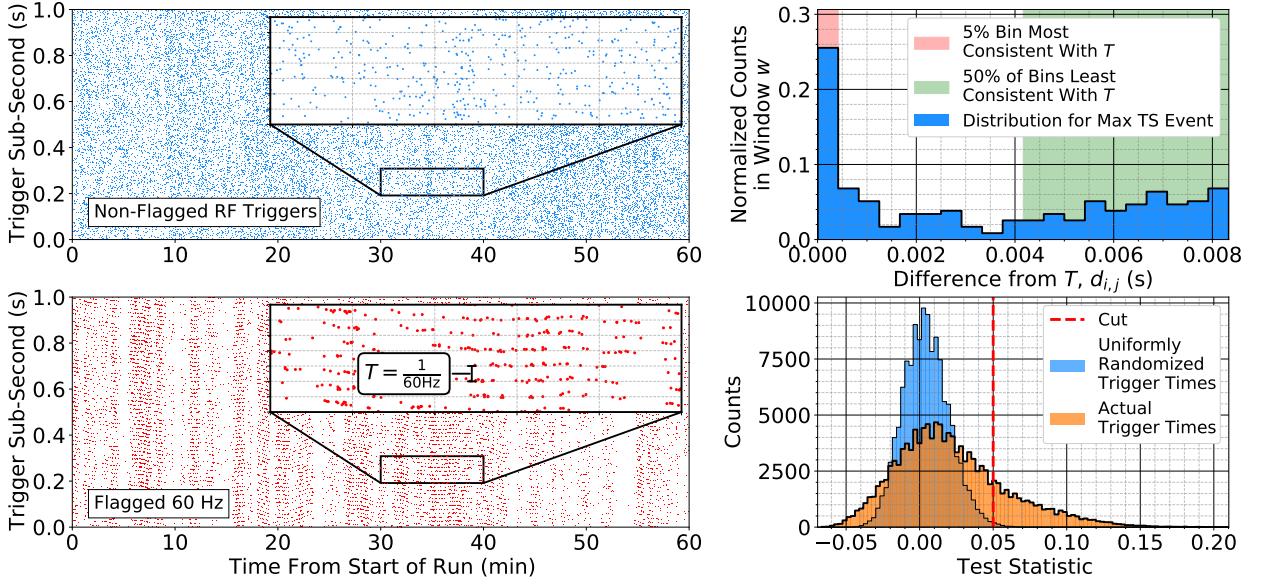 1.0
0.8
0.6
0.4
0.2
0.0
Trigger Sub-Second (s)
Non-Flagged RF Triggers
0 10 20 30 40 50 60
0.3
0.2
0.1
0.0
Normalized Counts
in Window w
5% Bin Most
Consistent With T
50% of Bins Least
Consistent With T
Distribution for Max TS Event
0.000 0.002 0.004 0.006 0.008
Difference from T, d_{i,j} (s)
1.0
0.8
0.6
0.4
0.2
0.0
Trigger Sub-Second (s)
T = 1/60Hz
Flagged 60 Hz
0 10 20 30 40 50 60
Time From Start of Run (min)
10000
7500
5000
2500
0
Counts
Cut
Uniformly
Randomized
Trigger Times
Actual
Trigger Times
−0.05 0.00 0.05 0.10 0.15 0.20
Test Statistic